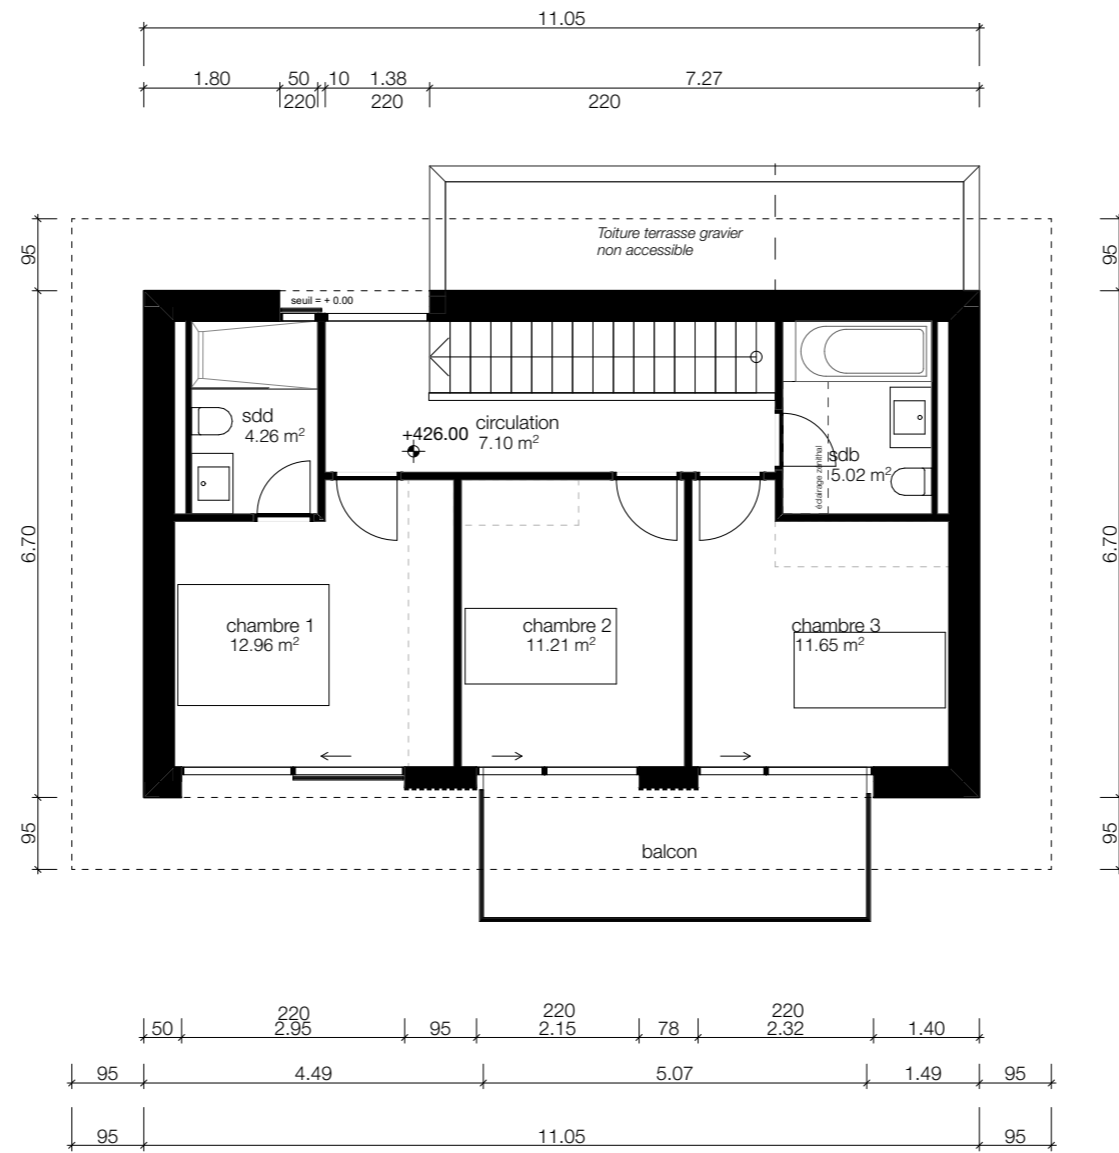 11.05
1.80 50 10 1.38 7.27
220 220 220
95 95
Toiture terrasse gravier
non accessible
seuil = + 0.00
sdd
4.26 m²
+426.00
circulation
7.10 m²
éclairage zénithal
sdb
5.02 m²
6.70 6.70
chambre 1
12.96 m²
chambre 2
11.21 m²
chambre 3
11.65 m²
95 95
balcon
220 220 220
50 2.95 95 2.15 78 2.32 1.40
95 4.49 5.07 1.49 95
95 11.05 95